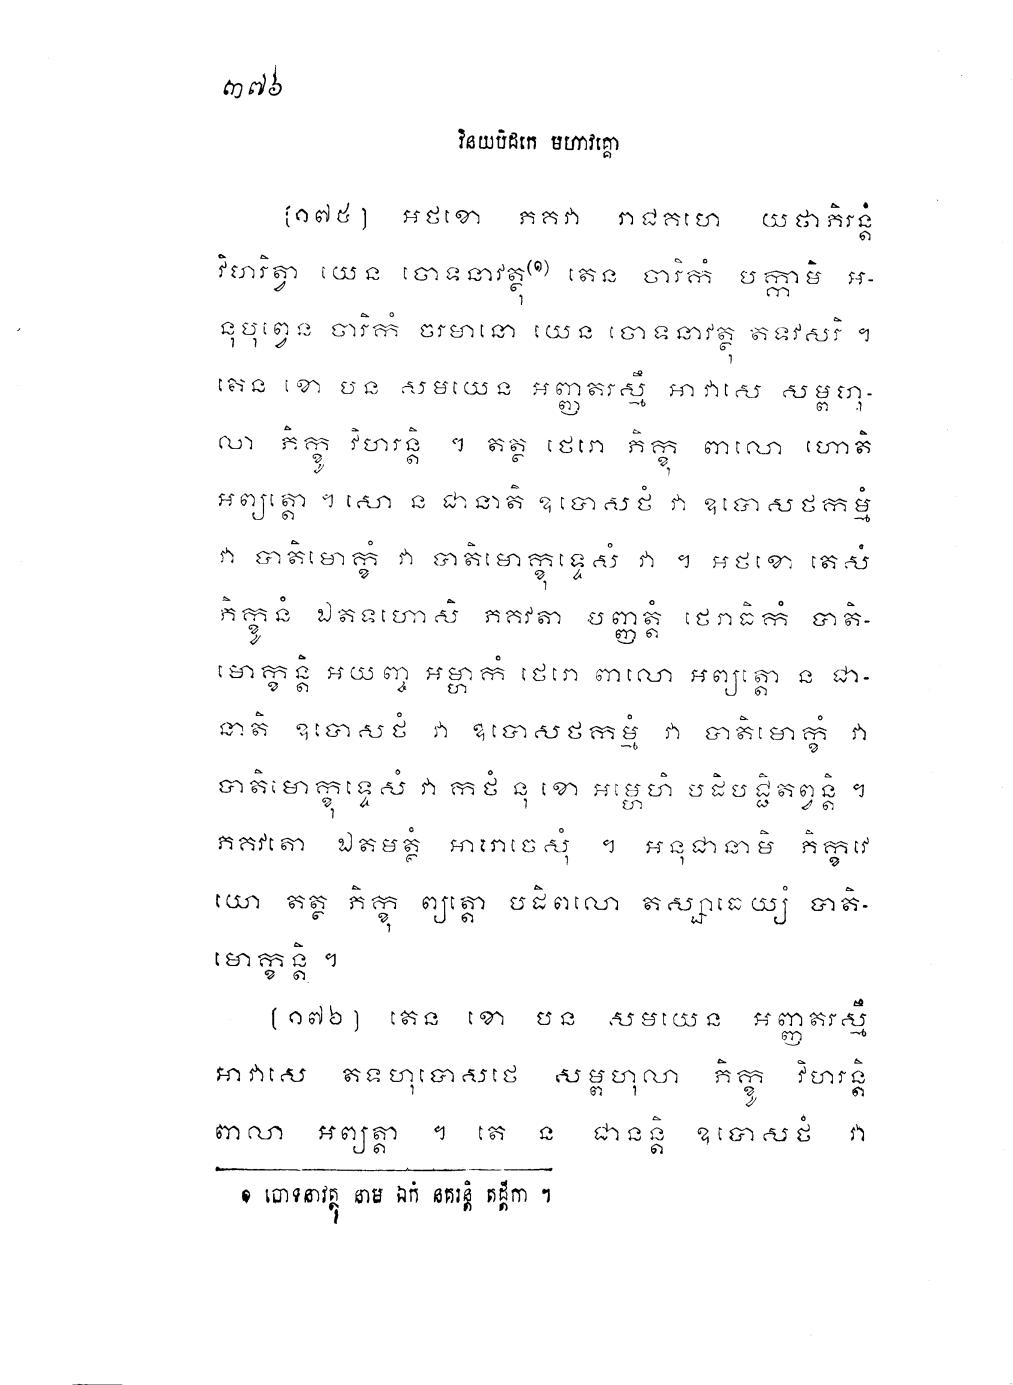 ៣៧៦
វិនយបិដកេ មហាវគ្គោ
[១៧៥] អថខោ ភគវា រាជគហេ យថាភិរន្តំ
វិហរិត្វា យេន ចោទនាវត្ថុ(១) តេន ចារិកំ បក្កាមិ អ-
នុបុព្វេន ចារិកំ ចរមានោ យេន ចោទនាវត្ថុ តទវសរិ ។
តេន ខោ បន សមយេន អញ្ញតរស្មឹ អាវាសេ សម្ពហុ-
លា ភិក្ខូ វិហរន្តិ ។ តត្ថ ថេរោ ភិក្ខុ ពាលោ ហោតិ
អព្យត្តោ ។ សោ ន ជានាតិ ឧបោសថំ វា ឧបោសថកម្មំ
វា បាតិមោក្ខំ វា បាតិមោក្ខុទ្ទេសំ វា ។ អថខោ តេសំ
ភិក្ខូនំ ឯតទហោសិ ភគវតា បញ្ញត្តំ ថេរាធិកំ បាតិ-
មោក្ខន្តិ អយញ្ច អម្ហាកំ ថេរោ ពាលោ អព្យត្តោ ន ជា-
នាតិ ឧបោសថំ វា ឧបោសថកម្មំ វា បាតិមោក្ខំ វា
បាតិមោក្ខុទ្ទេសំ វា កថំ នុ ខោ អម្ហេហិ បដិបជ្ជិតព្វន្តិ ។
ភគវតោ ឯតមត្ថំ អារោចេសុំ ។ អនុជានាមិ ភិក្ខវេ
យោ តត្ថ ភិក្ខុ ព្យត្តោ បដិពលោ តស្សាធេយ្យំ បាតិ-
មោក្ខន្តិ ។
[១៧៦] តេន ខោ បន សមយេន អញ្ញតរស្មឹ
អាវាសេ តទហុបោសថេ សម្ពហុលា ភិក្ខូ វិហរន្តិ
ពាលា អព្យត្តា ។ តេ ន ជានន្តិ ឧបោសថំ វា
១ ចោទនាវត្ថុ នាម ឯកំ នគរន្តិ តដ្ដីកា ។